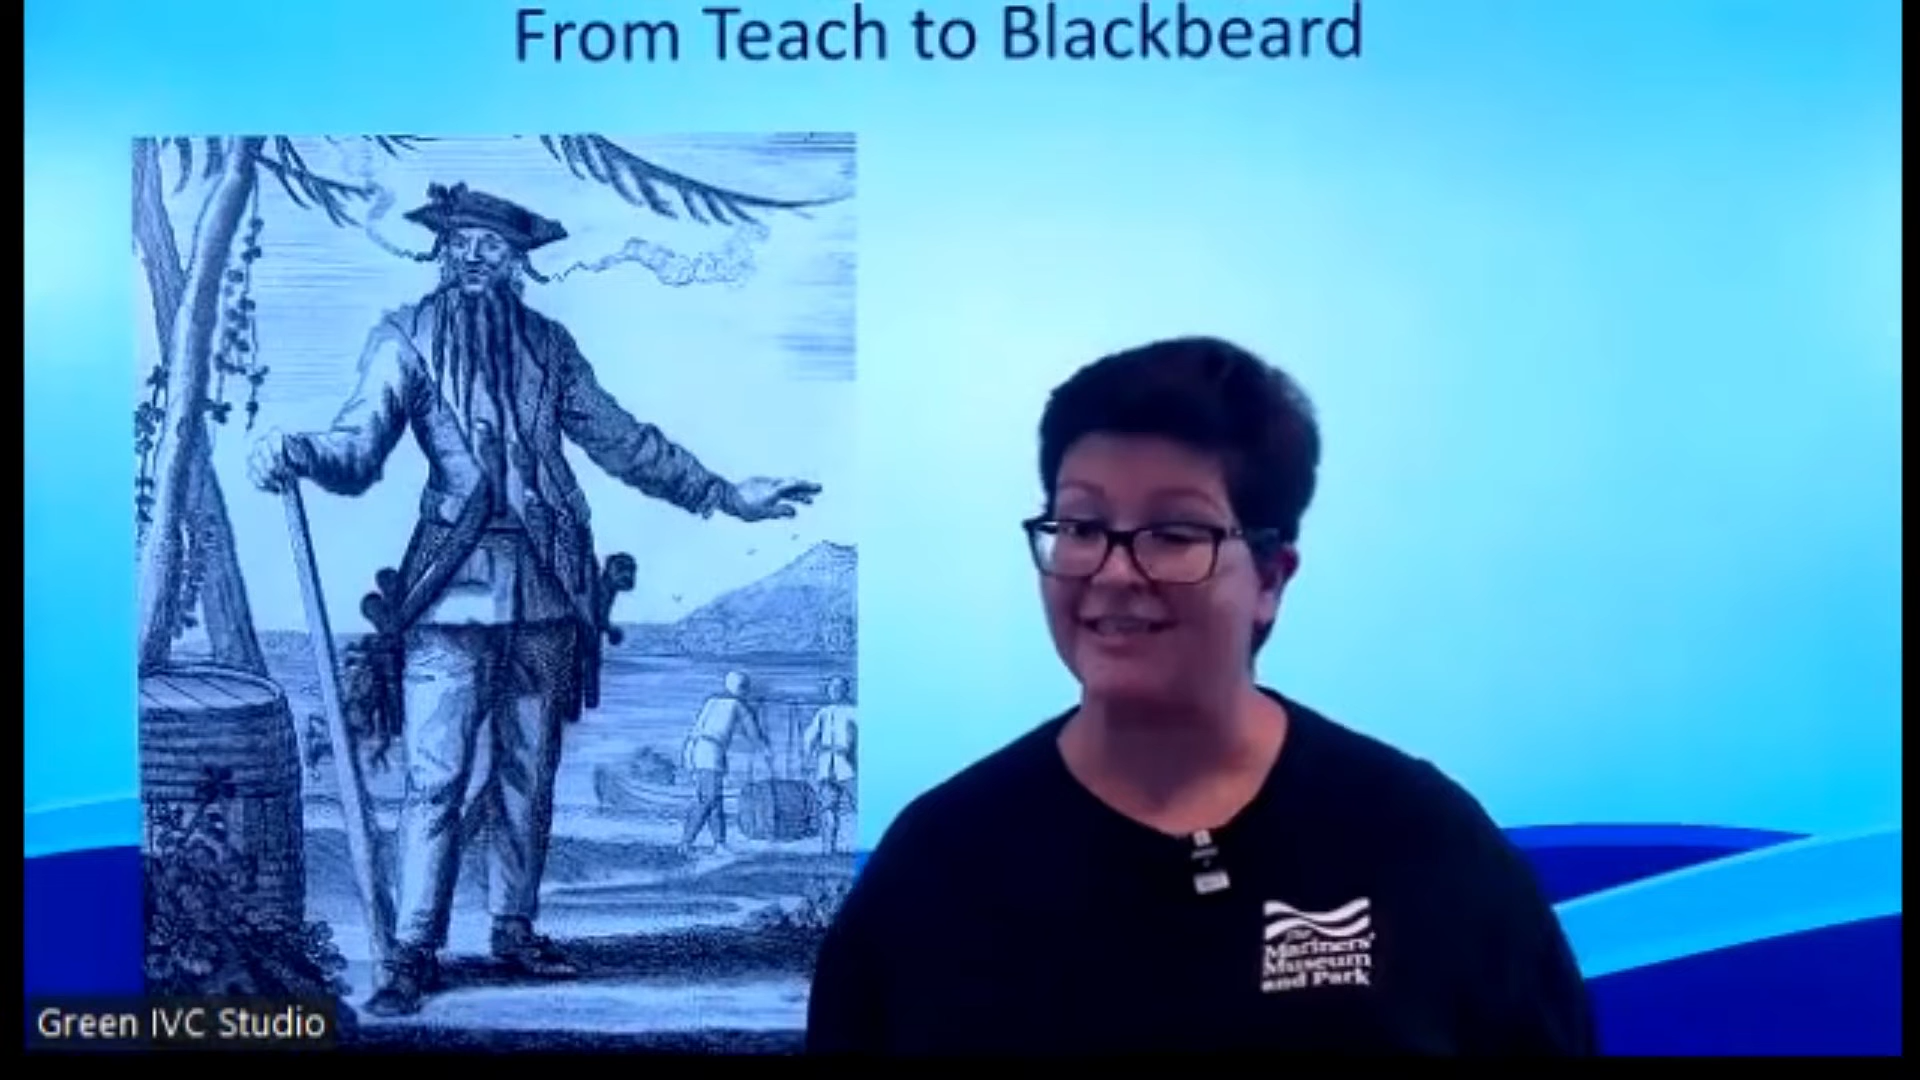 From Teach to Blackbeard
The
Mariners'
Museum
and Park
Green IVC Studio